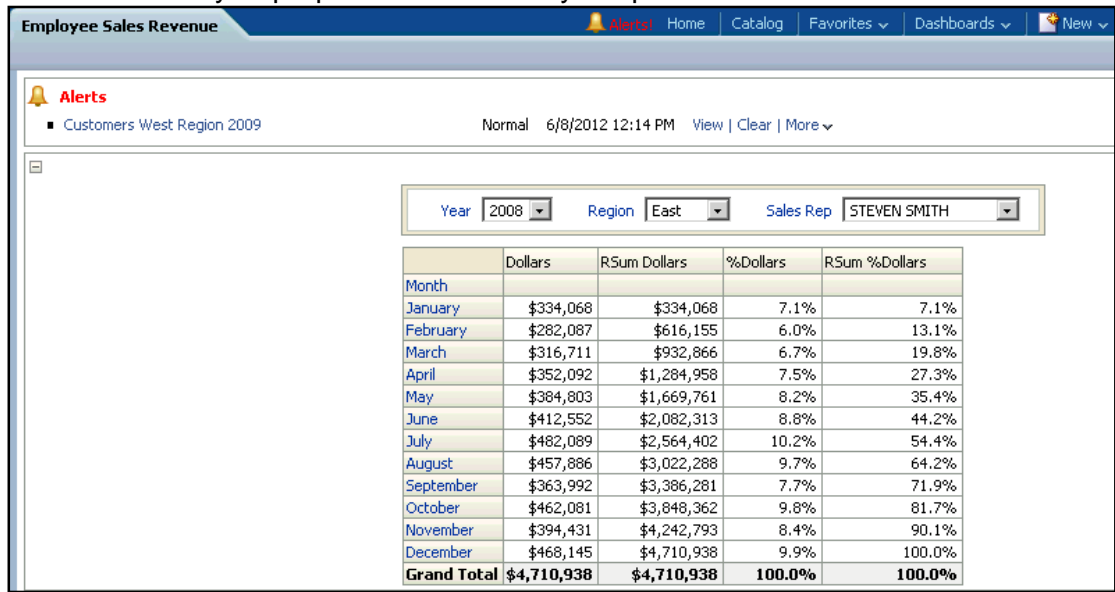 Employee Sales Revenue Alerts! Home Catalog Favorites Dashboards New
Alerts
Customers West Region 2009 Normal 6/8/2012 12:14 PM View | Clear | More
Year 2008 Region East Sales Rep STEVEN SMITH
Dollars RSum Dollars %Dollars RSum %Dollars
Month
January $334,068 $334,068 7.1% 7.1%
February $282,087 $616,155 6.0% 13.1%
March $316,711 $932,866 6.7% 19.8%
April $352,092 $1,284,958 7.5% 27.3%
May $384,803 $1,669,761 8.2% 35.4%
June $412,552 $2,082,313 8.8% 44.2%
July $482,089 $2,564,402 10.2% 54.4%
August $457,886 $3,022,288 9.7% 64.2%
September $363,992 $3,386,281 7.7% 71.9%
October $462,081 $3,848,362 9.8% 81.7%
November $394,431 $4,242,793 8.4% 90.1%
December $468,145 $4,710,938 9.9% 100.0%
Grand Total $4,710,938 $4,710,938 100.0% 100.0%